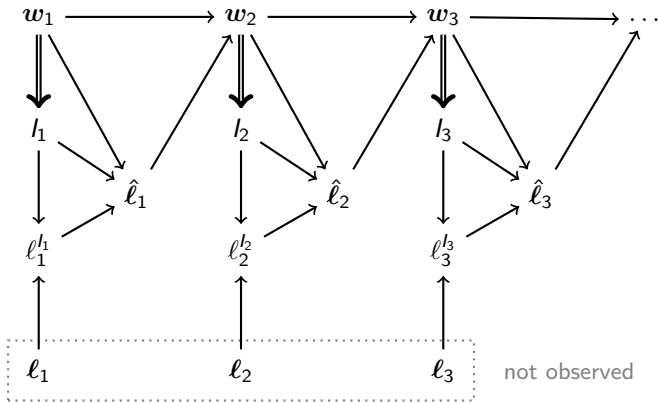 w₁ w₂ w₃ ...
I₁ I₂ I₃
ℓ̂₁ ℓ̂₂ ℓ̂₃
ℓ₁^{I₁} ℓ₂^{I₂} ℓ₃^{I₃}
ℓ₁ ℓ₂ ℓ₃ not observed